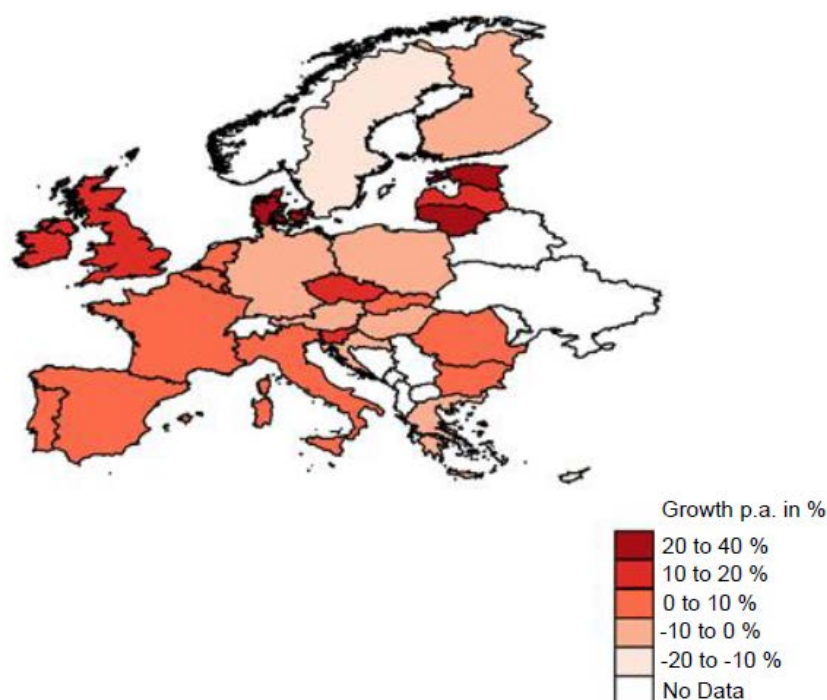 Growth p.a. in %
20 to 40 %
10 to 20 %
0 to 10 %
-10 to 0 %
-20 to -10 %
No Data